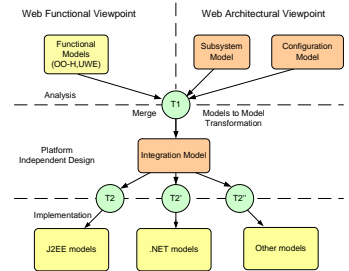 Web Functional Viewpoint
Web Architectural Viewpoint
Functional
Models
(OO-H,UWE)
Subsystem
Model
Configuration
Model
Analysis
T1
Merge
Models to Model
Transformation
Platform
Independent Design
Integration Model
T2
T2'
T2''
Implementation
J2EE models
.NET models
Other models